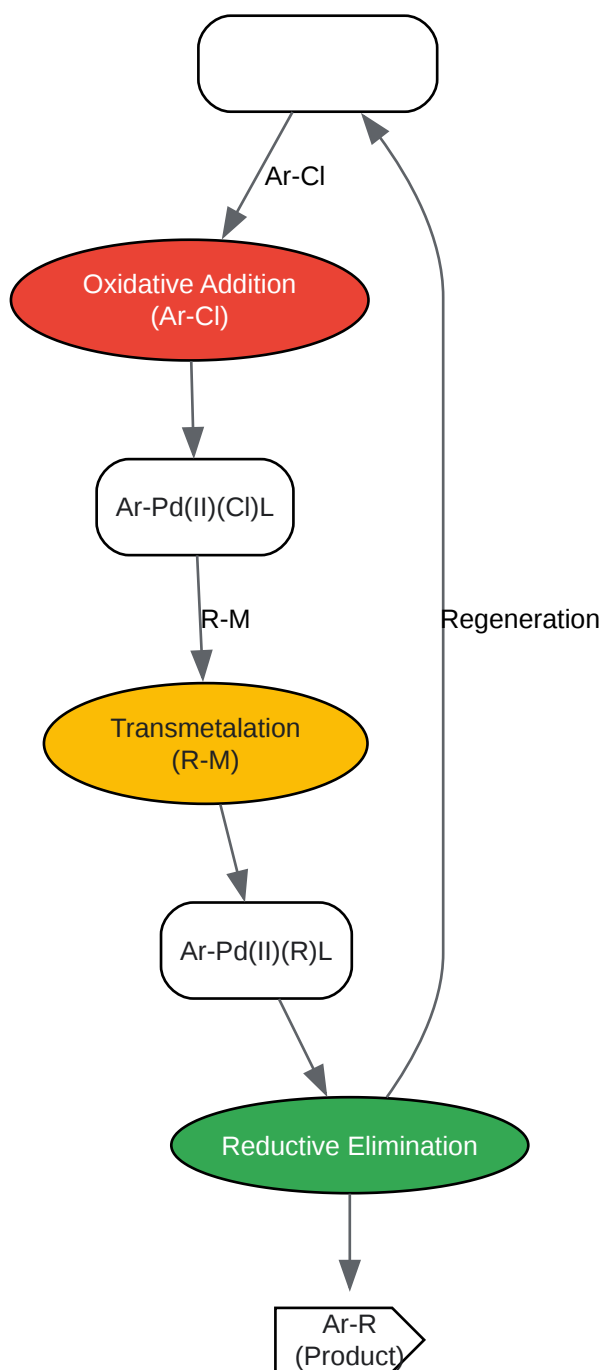 Ar-Cl
Oxidative Addition
(Ar-Cl)
Ar-Pd(II)(Cl)L
R-M
Regeneration
Transmetalation
(R-M)
Ar-Pd(II)(R)L
Reductive Elimination
Ar-R
(Product)